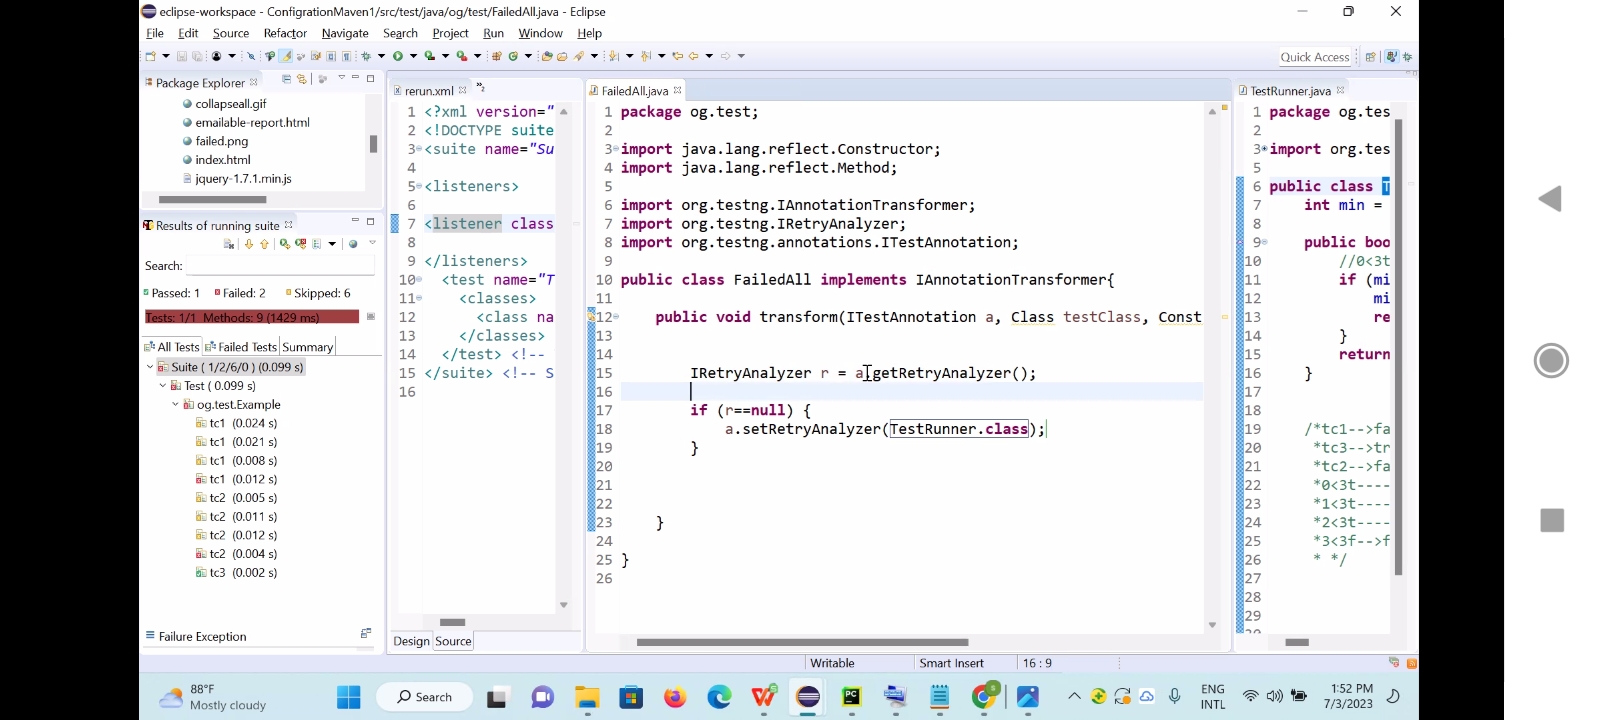 eclipse-workspace - ConfigrationMaven1/src/test/java/og/test/FailedAll.java - Eclipse
File Edit Source Refactor Navigate Search Project Run Window Help
Quick Access
Package Explorer
collapseall.gif
emailable-report.html
failed.png
index.html
jquery-1.7.1.min.js
Results of running suite
Search:
Passed: 1 Failed: 2 Skipped: 6
Tests: 1/1 Methods: 9 (1429 ms)
All Tests Failed Tests Summary
Suite ( 1/2/6/0 ) (0.099 s)
Test ( 0.099 s)
og.test.Example
tc1 (0.024 s)
tc1 (0.021 s)
tc1 (0.008 s)
tc1 (0.012 s)
tc2 (0.005 s)
tc2 (0.011 s)
tc2 (0.012 s)
tc2 (0.004 s)
tc3 (0.002 s)
Failure Exception
rerun.xml
"2
1 <?xml version="
2 <!DOCTYPE suite
3 <suite name="Su
4
5 <listeners>
6
7 <listener class
8
9 </listeners>
10 <test name="T
11 <classes>
12 <class na
13 </classes>
14 </test> <!--
15 </suite> <!-- S
16
Design Source
FailedAll.java
1 package og.test;
2
3 import java.lang.reflect.Constructor;
4 import java.lang.reflect.Method;
5
6 import org.testng.IAnnotationTransformer;
7 import org.testng.IRetryAnalyzer;
8 import org.testng.annotations.ITestAnnotation;
9
10 public class FailedAll implements IAnnotationTransformer{
11
12 public void transform(ITestAnnotation a, Class testClass, Const
13
14
15 IRetryAnalyzer r = a.getRetryAnalyzer();
16
17 if (r==null) {
18 a.setRetryAnalyzer(TestRunner.class);
19 }
20
21
22
23 }
24
25 }
26
TestRunner.java
1 package og.tes
2
3 import org.tes
5
6 public class T
7 int min =
8
9 public boo
10 //0<3t
11 if (mi
12 mi
13 re
14 }
15 return
16 }
17
18
19 /*tc1-->fa
20 *tc3-->tr
21 *tc2-->fa
22 *0<3t----
23 *1<3t----
24 *2<3t----
25 *3<3f-->f
26 * */
27
28
29
30
Writable Smart Insert 16 : 9
88°F
Mostly cloudy
Search
ENG
INTL
1:52 PM
7/3/2023